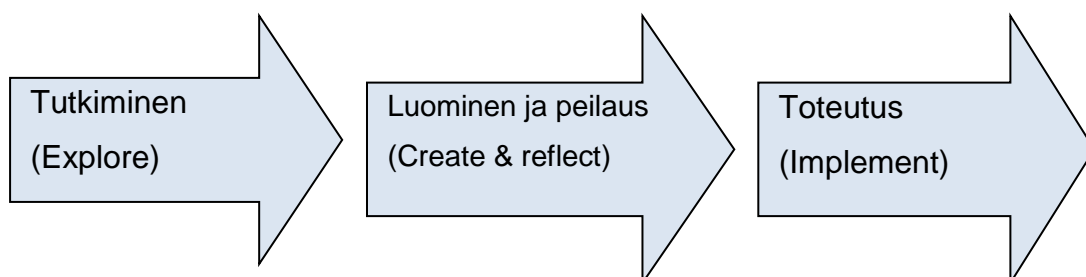 Tutkiminen
(Explore)
Luominen ja peilaus
(Create & reflect)
Toteutus
(Implement)